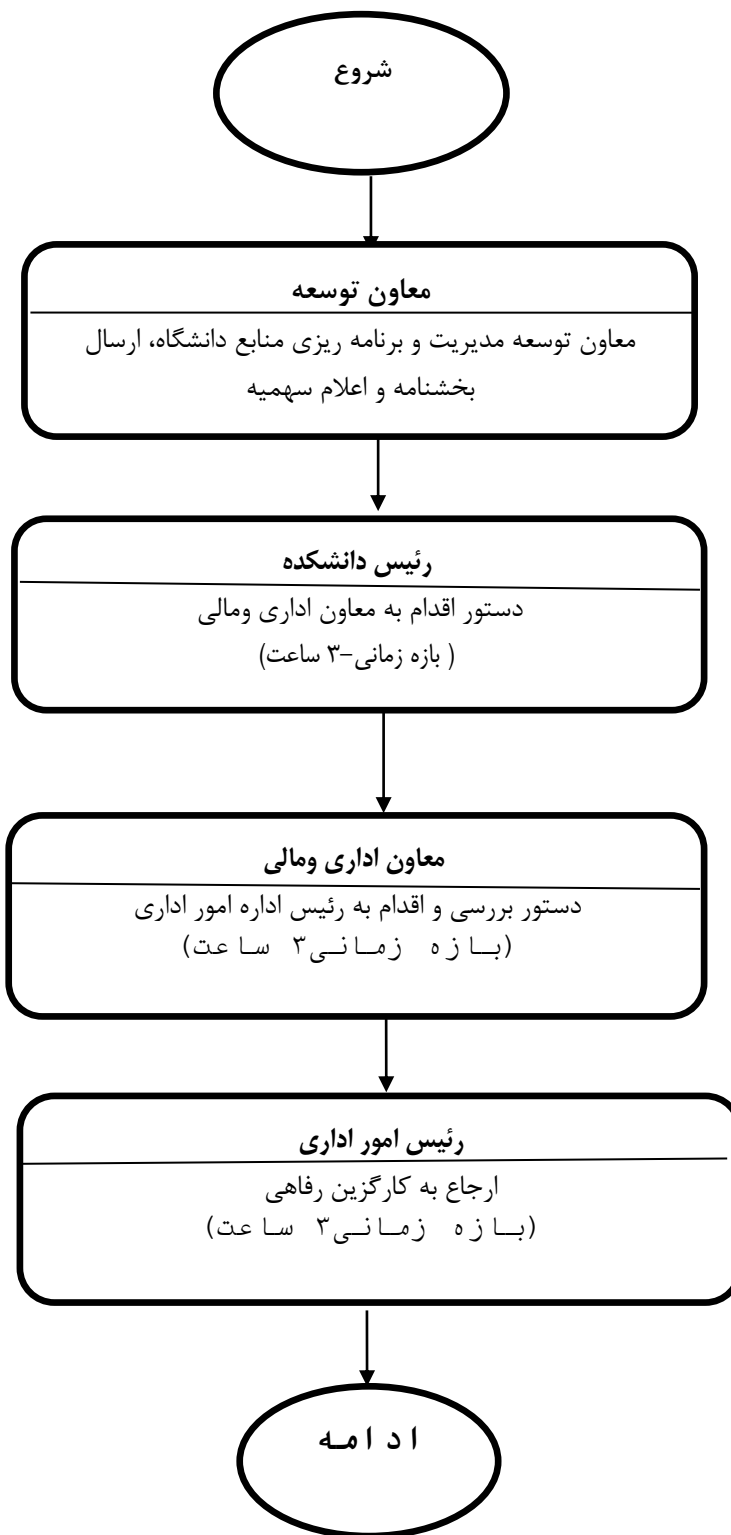 شروع
معاون توسعه
معاون توسعه مدیریت و برنامه ریزی منابع دانشگاه، ارسال
بخشنامه و اعلام سهمیه
رئیس دانشکده
دستور اقدام به معاون اداری ومالی
( بازه زمانی-۳ ساعت)
معاون اداری ومالی
دستور بررسی و اقدام به رئیس اداره امور اداری
(بازه زمانی۳ ساعت)
رئیس امور اداری
ارجاع به کارگزین رفاهی
(بازه زمانی۳ ساعت)
ادامه